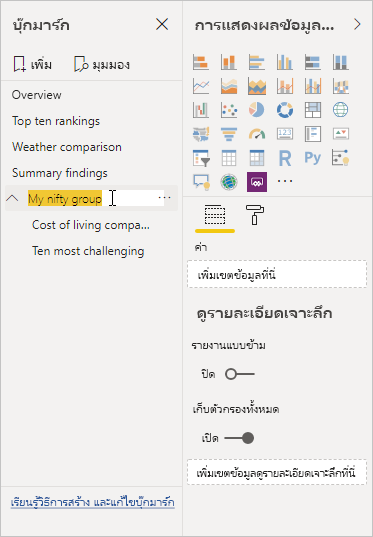 บุ๊กมาร์ก
เพิ่ม
มุมมอง
Overview
Top ten rankings
Weather comparison
Summary findings
My nifty group
Cost of living compa...
Ten most challenging
เรียนรู้วิธีการสร้าง และแก้ไขบุ๊กมาร์ก
การแสดงผลข้อมูล...
123
R
Py
ค่า
เพิ่มเขตข้อมูลที่นี่
ดูรายละเอียดเจาะลึก
รายงานแบบข้าม
ปิด
เก็บตัวกรองทั้งหมด
เปิด
เพิ่มเขตข้อมูลดูรายละเอียดเจาะลึกที่นี่